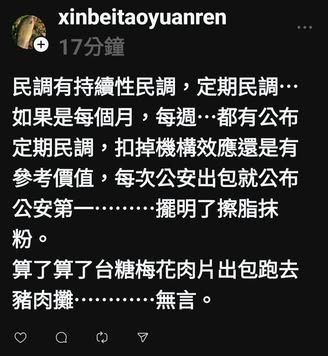 xinbeitaoyuanren
17分鐘
民調有持續性民調，定期民調⋯
如果是每個月，每週⋯都有公布
定期民調，扣掉機構效應還是有
參考價值，每次公安出包就公布
公安第一⋯⋯⋯擺明了擦脂抹
粉。
算了算了台糖梅花肉片出包跑去
豬肉攤⋯⋯⋯⋯無言。